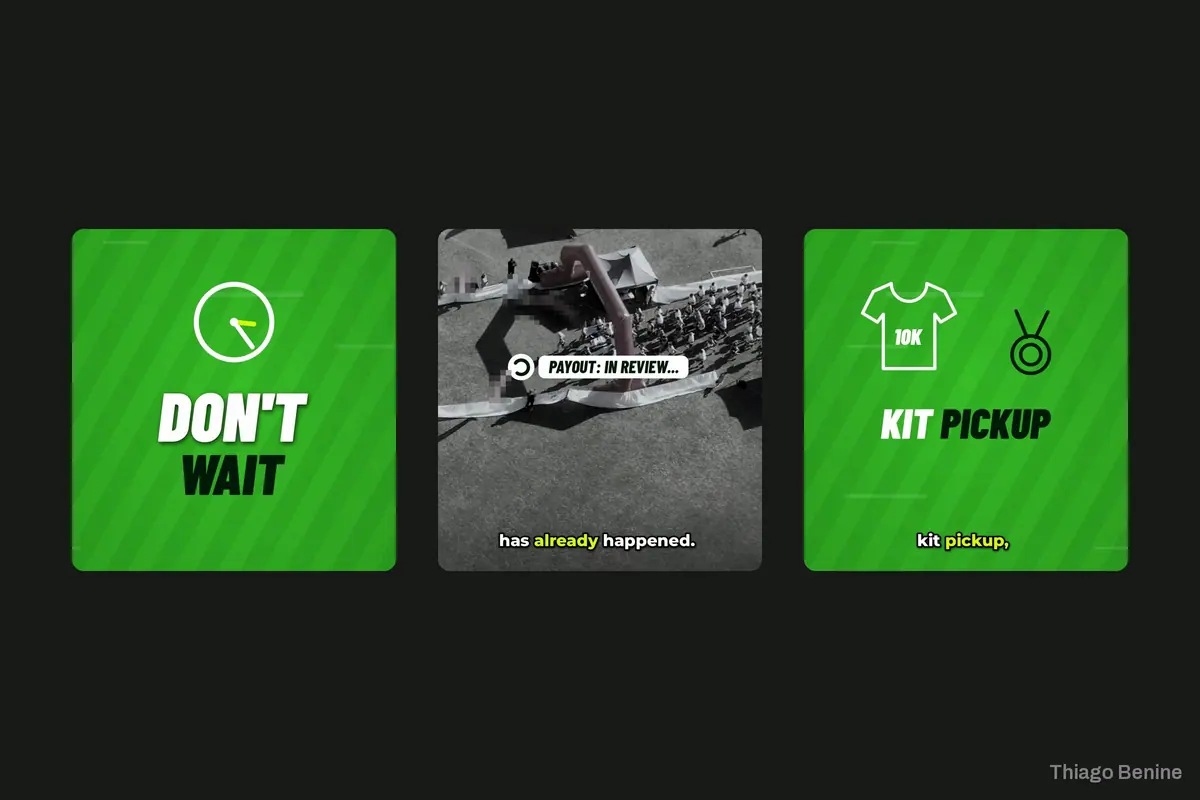 DON'T
WAIT
PAYOUT: IN REVIEW...
has already happened.
10K
KIT PICKUP
kit pickup,
Thiago Benine